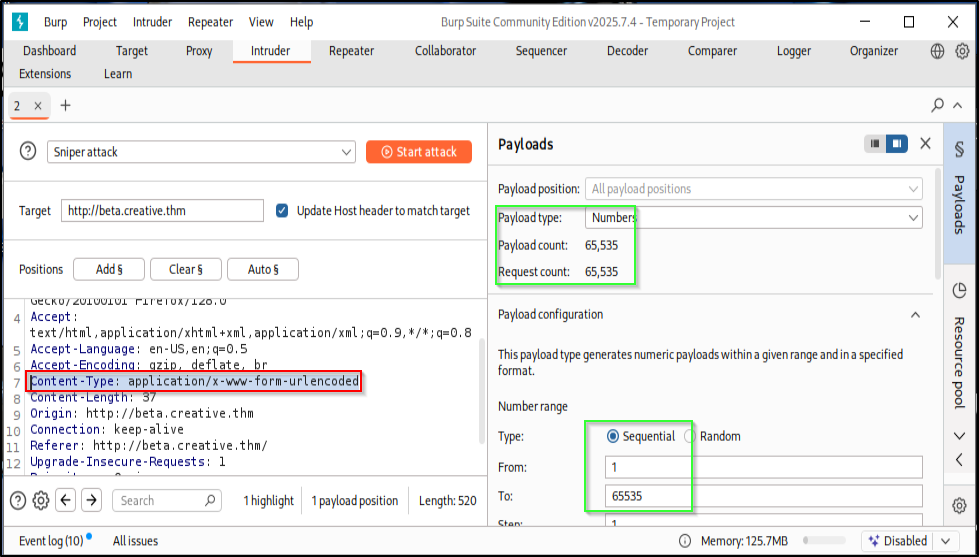 Burp Project Intruder Repeater View Help Burp Suite Community Edition v2025.7.4 - Temporary Project
Dashboard Target Proxy Intruder Repeater Collaborator Sequencer Decoder Comparer Logger Organizer
Extensions Learn
2
Sniper attack
Start attack
Target http://beta.creative.thm Update Host header to match target
Positions Add § Clear § Auto §
Gecko/20100101 Firefox/128.0
4 Accept:
text/html,application/xhtml+xml,application/xml;q=0.9,*/*;q=0.8
5 Accept-Language: en-US,en;q=0.5
6 Accept-Encoding: gzip, deflate, br
7 Content-Type: application/x-www-form-urlencoded
8 Content-Length: 37
9 Origin: http://beta.creative.thm
10 Connection: keep-alive
11 Referer: http://beta.creative.thm/
12 Upgrade-Insecure-Requests: 1
Search 1 highlight 1 payload position Length: 520
Payloads
Payload position: All payload positions
Payload type: Numbers
Payload count: 65,535
Request count: 65,535
Payload configuration
This payload type generates numeric payloads within a given range and in a specified
format.
Number range
Type: Sequential Random
From: 1
To: 65535
Step: 1
§ Payloads
Resource pool
Event log (10) All issues Memory: 125.7MB Disabled